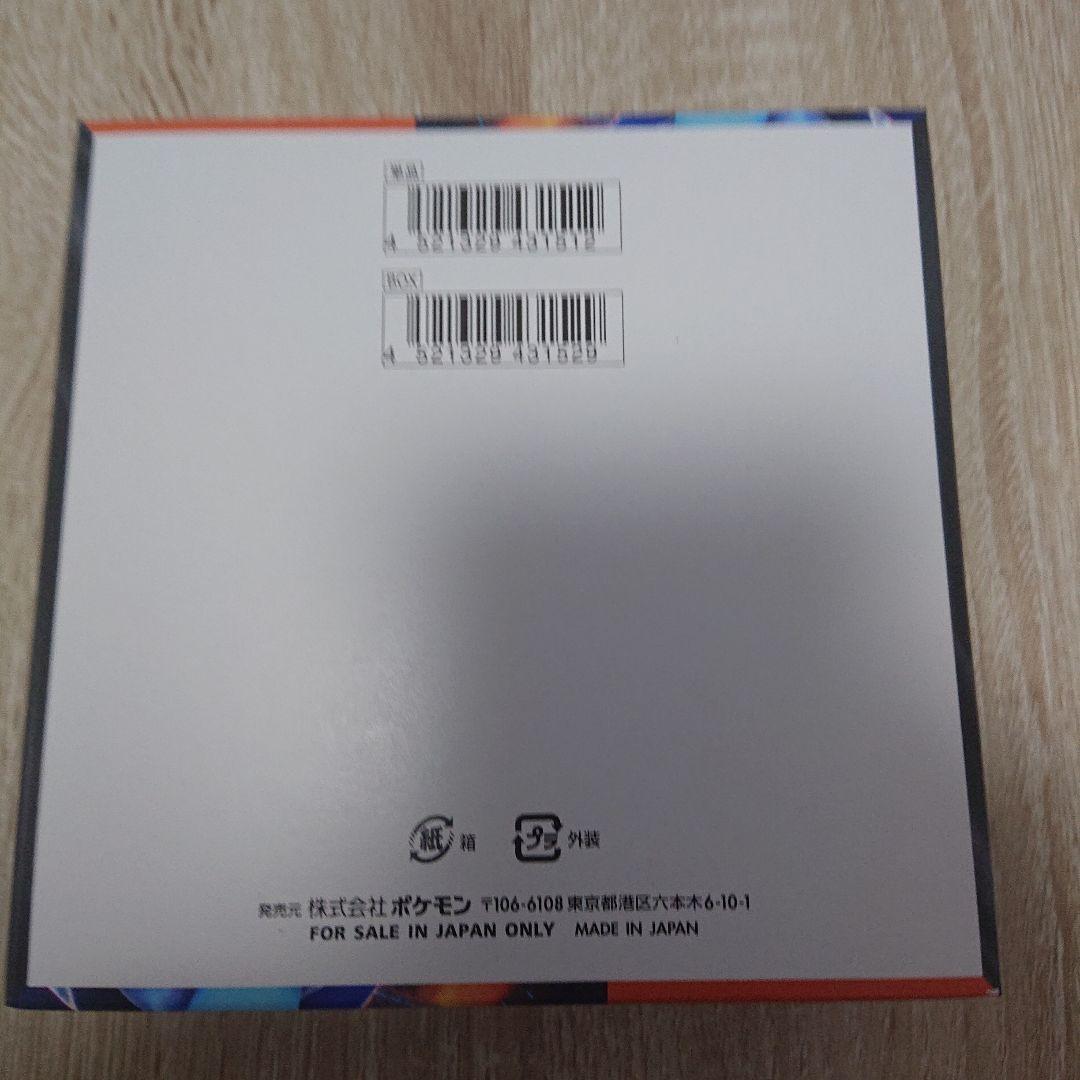 単品
4 521329 431512
BOX
4 521329 431529
紙 箱 プラ 外装
発売元 株式会社ポケモン 〒106-6108 東京都港区六本木6-10-1
FOR SALE IN JAPAN ONLY MADE IN JAPAN